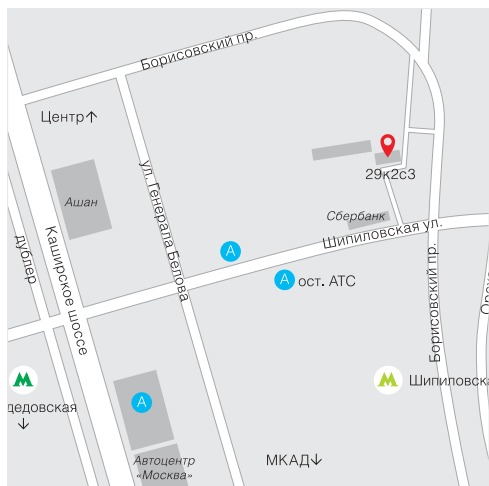 Борисовский пр.
Центр↑
29к2с3
Ашан
Сбербанк
ул. Генерала Белова
Шипиловская ул.
дублер
Каширское шоссе
А
А ост. АТС
Борисовский пр.
М
дедовская
↓
А
М Шипиловска
Автоцентр
«Москва»
МКАД↓